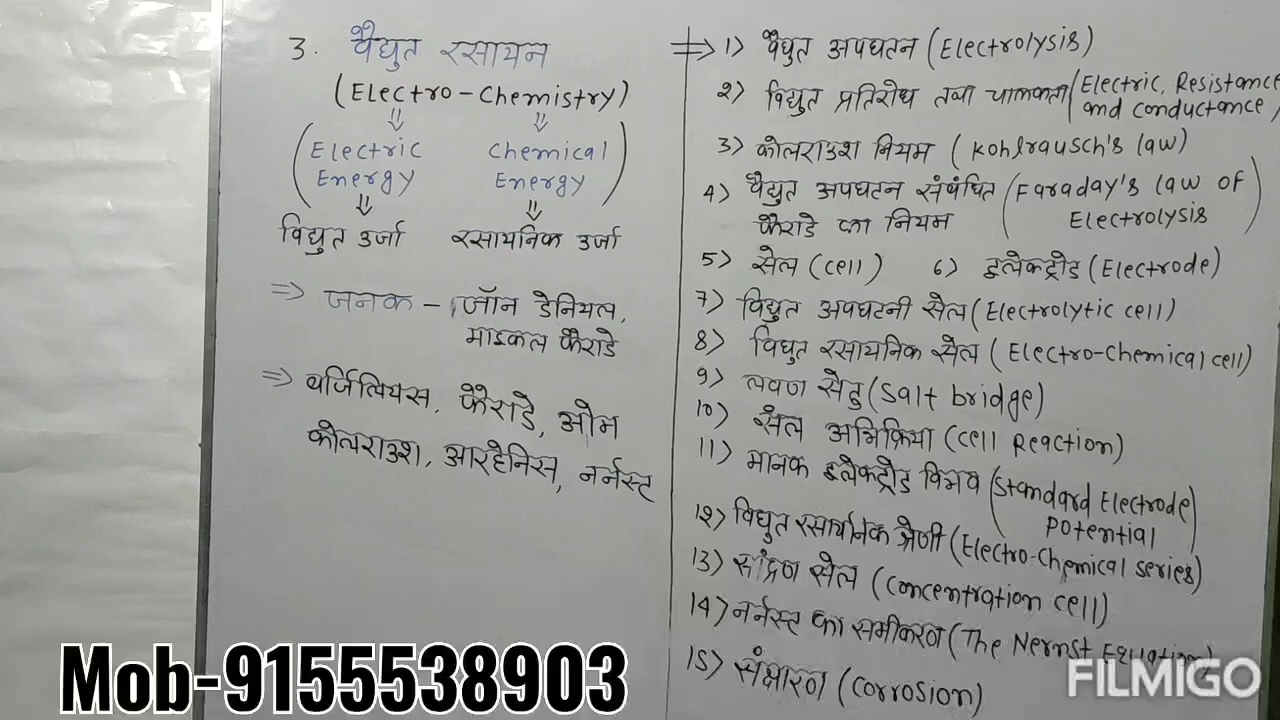 3. वैद्युत रसायन
(Electro-Chemistry)
⇓ ⇓
(Electric Chemical
Energy Energy)
⇓ ⇓
विद्युत उर्जा रसायनिक उर्जा
⇒ जनक - जॉन डेनियल,
माइकल फैराडे
⇒ बर्जिलियस, फैराडे, ओम
कोलराउश, आरहेनिस, नर्नस्ट
⇒ 1) वैद्युत अपघटन (Electrolysis)
2) विद्युत प्रतिरोध तथा चालकता (Electric, Resistance
and conductance)
3) कोलराउश नियम (Kohlrausch's law)
4) वैद्युत अपघटन संबंधित (Faraday's law of
फैराडे का नियम Electrolysis)
5) सेल (cell) 6) इलेक्ट्रोड (Electrode)
7) विद्युत अपघटनी सेल (Electrolytic cell)
8) विद्युत रसायनिक सेल (Electro-Chemical cell)
9) लवण सेतु (Salt bridge)
10) सेल अभिक्रिया (Cell Reaction)
11) मानक इलेक्ट्रोड विभव (Standard Electrode
Potential)
12) विद्युत रसायनिक श्रेणी (Electro-Chemical series)
13) सांद्रण सेल (Concentration cell)
14) नर्नस्ट का समीकरण (The Nernst Equation)
15) संक्षारण (Corrosion)
Mob-9155538903
FILMIGO